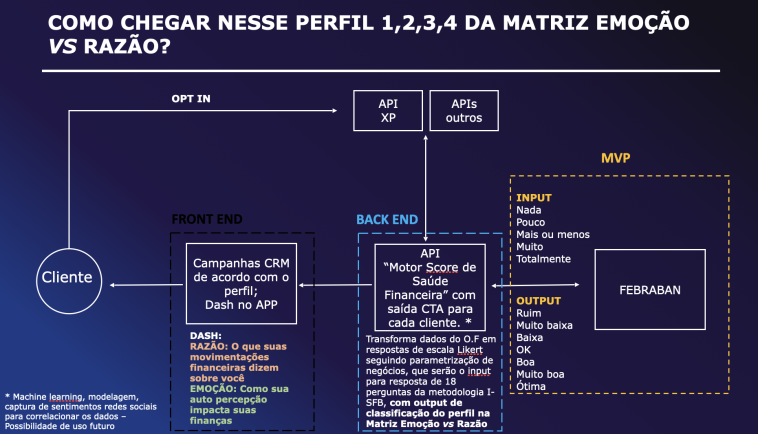 COMO CHEGAR NESSE PERFIL 1,2,3,4 DA MATRIZ EMOÇÃO
VS RAZÃO?
OPT IN
API
XP
APIs
outros
MVP
INPUT
Nada
Pouco
Mais ou menos
Muito
Totalmente
OUTPUT
Ruim
Muito baixa
Baixa
OK
Boa
Muito boa
Ótima
FEBRABAN
FRONT END
BACK END
Cliente
Campanhas CRM
de acordo com o
perfil;
Dash no APP
API
“Motor Score de
Saúde
Financeira” com
saída CTA para
cada cliente. *
DASH:
RAZÃO: O que suas
movimentações
financeiras dizem
sobre você
EMOÇÃO: Como sua
auto percepção
impacta suas
finanças
Transforma dados do O.F em
respostas de escala Likert
seguindo parametrização de
negócios, que serão o input
para resposta de 18
perguntas da metodologia I-
SFB, com output de
classificação do perfil na
Matriz Emoção vs Razão
* Machine learning, modelagem,
captura de sentimentos redes sociais
para correlacionar os dados –
Possibilidade de uso futuro